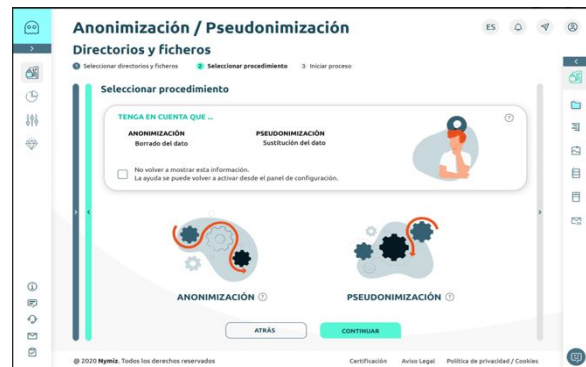 Anonimización / Pseudonimización
ES
Directorios y ficheros
1 Seleccionar directorios y ficheros 2 Seleccionar procedimiento 3 Iniciar proceso
Seleccionar procedimiento
TENGA EN CUENTA QUE ...
ANONIMIZACIÓN PSEUDONIMIZACIÓN
Borrado del dato Sustitución del dato
No volver a mostrar esta información.
La ayuda se puede volver a activar desde el panel de configuración.
ANONIMIZACIÓN PSEUDONIMIZACIÓN
ATRÁS CONTINUAR
@ 2020 Nymiz. Todos los derechos reservados Certificación Aviso Legal Política de privacidad / Cookies